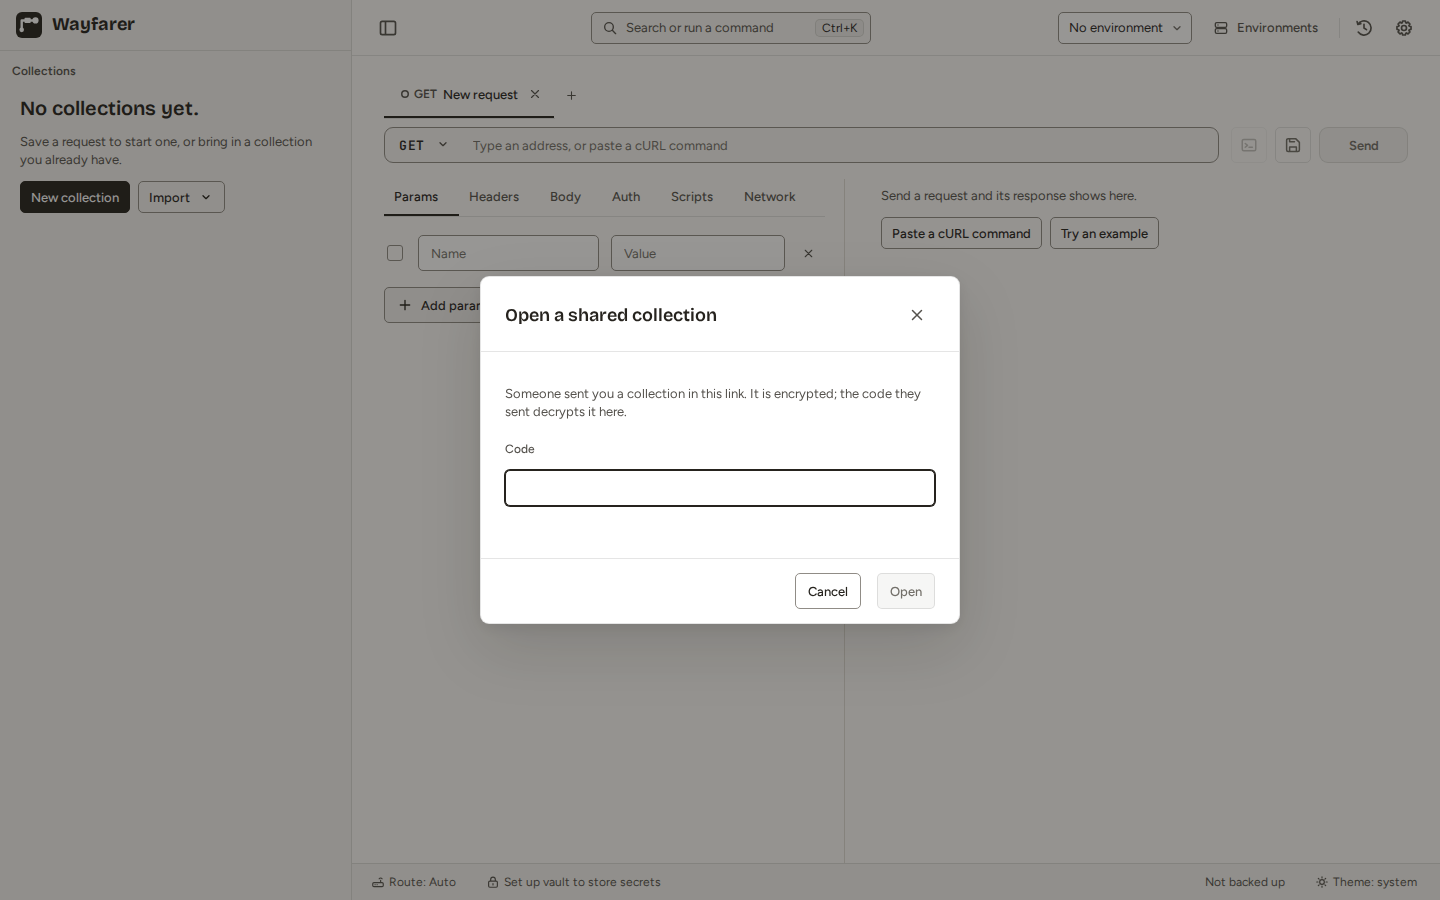 Wayfarer
Search or run a command
Ctrl+K
No environment
Environments
Collections
No collections yet.
Save a request to start one, or bring in a collection
you already have.
New collection
Import
GET New request
GET
Type an address, or paste a cURL command
Send
Params
Headers
Body
Auth
Scripts
Network
Name
Value
Add param
Send a request and its response shows here.
Paste a cURL command
Try an example
Open a shared collection
Someone sent you a collection in this link. It is encrypted; the code they
sent decrypts it here.
Code
Cancel
Open
Route: Auto
Set up vault to store secrets
Not backed up
Theme: system